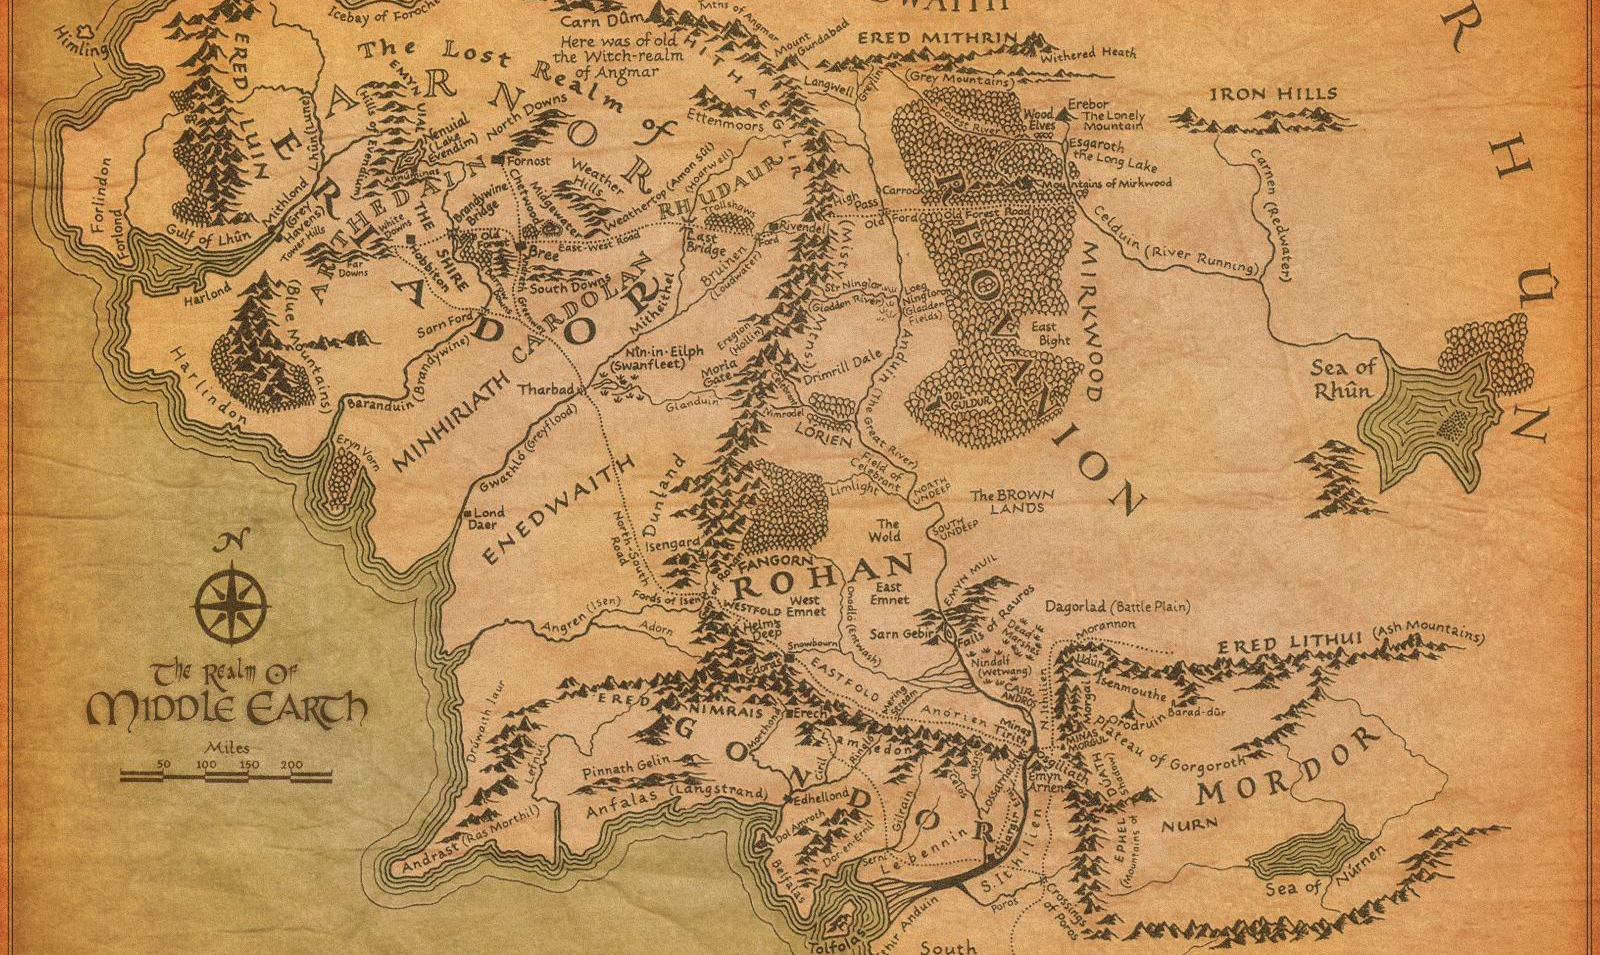 Himling
Icebay of Foroche
Carn Dûm
Mtns of Angmar
Mount
Gundabad
ERED MITHRIN
(Grey Mountains)
Withered Heath
The Lost Realm of
ARNOR
Here was of old
the Witch-realm
of Angmar
HITHAEGLIR
ERED LUIN
EMYN UIAL
Hills of Evendim
Nenuial
(Lake
Evendim)
Annúminas
North Downs
Fornost
Ettenmoors
Langwell
Greylin
Forest River
Wood
Elves
Erebor
The Lonely
Mountain
Esgaroth
the Long Lake
Mountains of Mirkwood
IRON HILLS
Carnen (Redwater)
Celduin (River Running)
RHÛN
Lhûn (Lune)
ERIADOR
Forlindon
Forlond
Mithlond
(Grey
Havens)
Tower Hills
Gulf of Lhûn
Harlond
Harlindon
(Blue Mountains)
ARTHEDAIN
White
Downs
Far
Downs
THE SHIRE
Hobbiton
Brandywine
Bridge
Old
Forest
Chetwood
Midgewater
Weather
Hills
Weathertop (Amon Sûl)
Bree
East-West Road
South Downs
Greenway
Sarn Ford
CARDOLAN
RHUDAUR
(Hoarwell)
Trollshaws
Last
Bridge
Ford
Rivendell
High
Pass
Carrock
Old Ford
Old Forest Road
Bruinen
(Loudwater)
Mitheithel
(Misty Mtns.)
Str Ninglor
(Gladden River)
Loeg
Ningloron
(Gladden
Fields)
RHOVANION
MIRKWOOD
East
Bight
DOL
GULDUR
Sea of
Rhûn
Baranduin (Brandywine)
MINHIRIATH
Eryn Vorn
Tharbad
Nîn-in-Eilph
(Swanfleet)
Glanduin
Eregion
(Hollin)
Moria
Gate
Drimrill Dale
Nimrodel
LORIEN
Anduin (The Great River)
Field of
Celebrant
Limlight
NORTH
UNDEEP
SOUTH
UNDEEP
The BROWN
LANDS
The
Wold
Gwathló (Greyflood)
Lond
Daer
ENEDWAITH
Dunland
North-South
Road
Isengard
FANGORN
ROHAN
Fords of Isen
Angren (Isen)
Adorn
WESTFOLD
Helm's
Deep
West
Emnet
East
Emnet
Onodló (Entwash)
Sarn Gebir
EMYN MUIL
Falls of Rauros
Dead
Marshes
Nindalf
(Wetwang)
Dagorlad (Battle Plain)
Morannon
ERED LITHUI (Ash Mountains)
Udûn
Isenmouthe
Snowbourn
Edoras
EASTFOLD
Mering
Stream
CAIR
ANDROS
Anórien
Minas
Tirith
N.Ithilien
Morgai
MINAS
MORGUL
Orodruin
Barad-dûr
Plateau of Gorgoroth
N
The Realm Of
MIDDLE EARTH
Miles
50 100 150 200
ERED NIMRAIS
Drúwaith Iaur
Erech
Morthond
Lefnui
GONDOR
Lamedon
Ringló
Ciril
Pinnath Gelin
Anfalas (Langstrand)
Andrast (Ras Morthil)
Edhellond
Dol Amroth
Dor-en-Ernil
Belfalas
Gilrain
Celos
Serni
Lebennin
Lossarnach
Pelargir
Osgiliath
Emyn
Arnen
S.Ithilien
EPHEL DUATH
MORDOR
NURN
Sea of Núrnen
Poros
Crossings
of Poros
Tolfalas
South